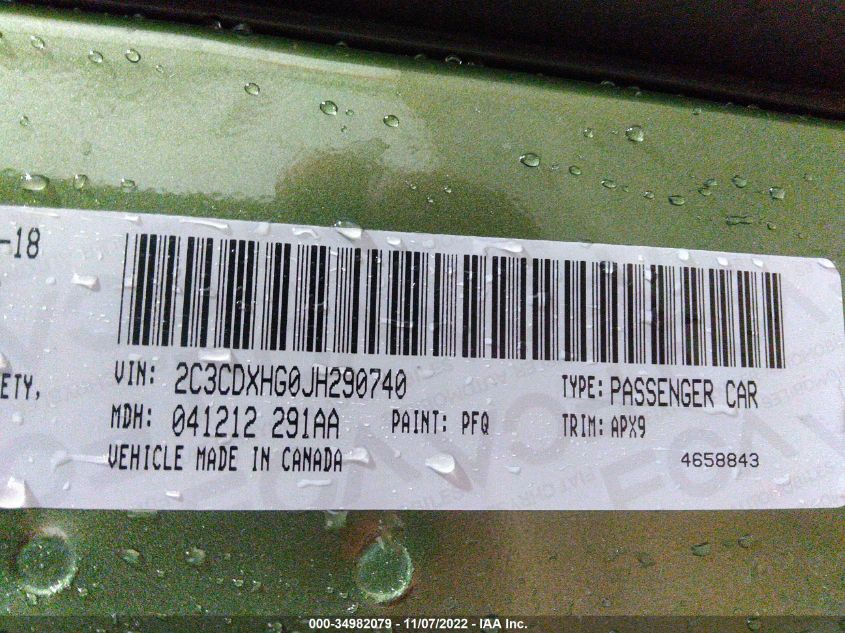 -18
VIN: 2C3CDXHG0JH290740
TYPE: PASSENGER CAR
ETY,
MDH: 041212 291AA
PAINT: PFQ
TRIM: APX9
VEHICLE MADE IN CANADA
4658843
000-34982079 - 11/07/2022 - IAA Inc.